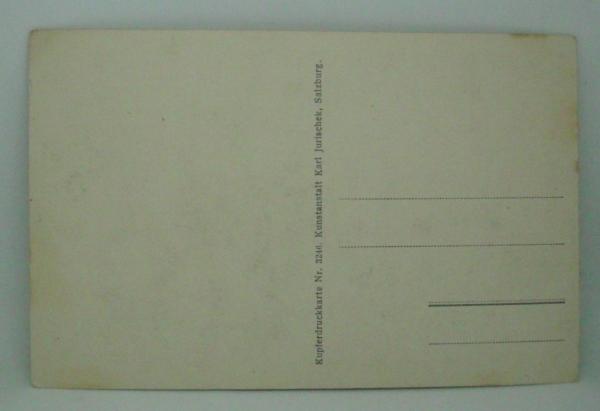 Kupferdruckkarte Nr. 3246. Kunstanstalt Karl Jurischek, Salzburg.